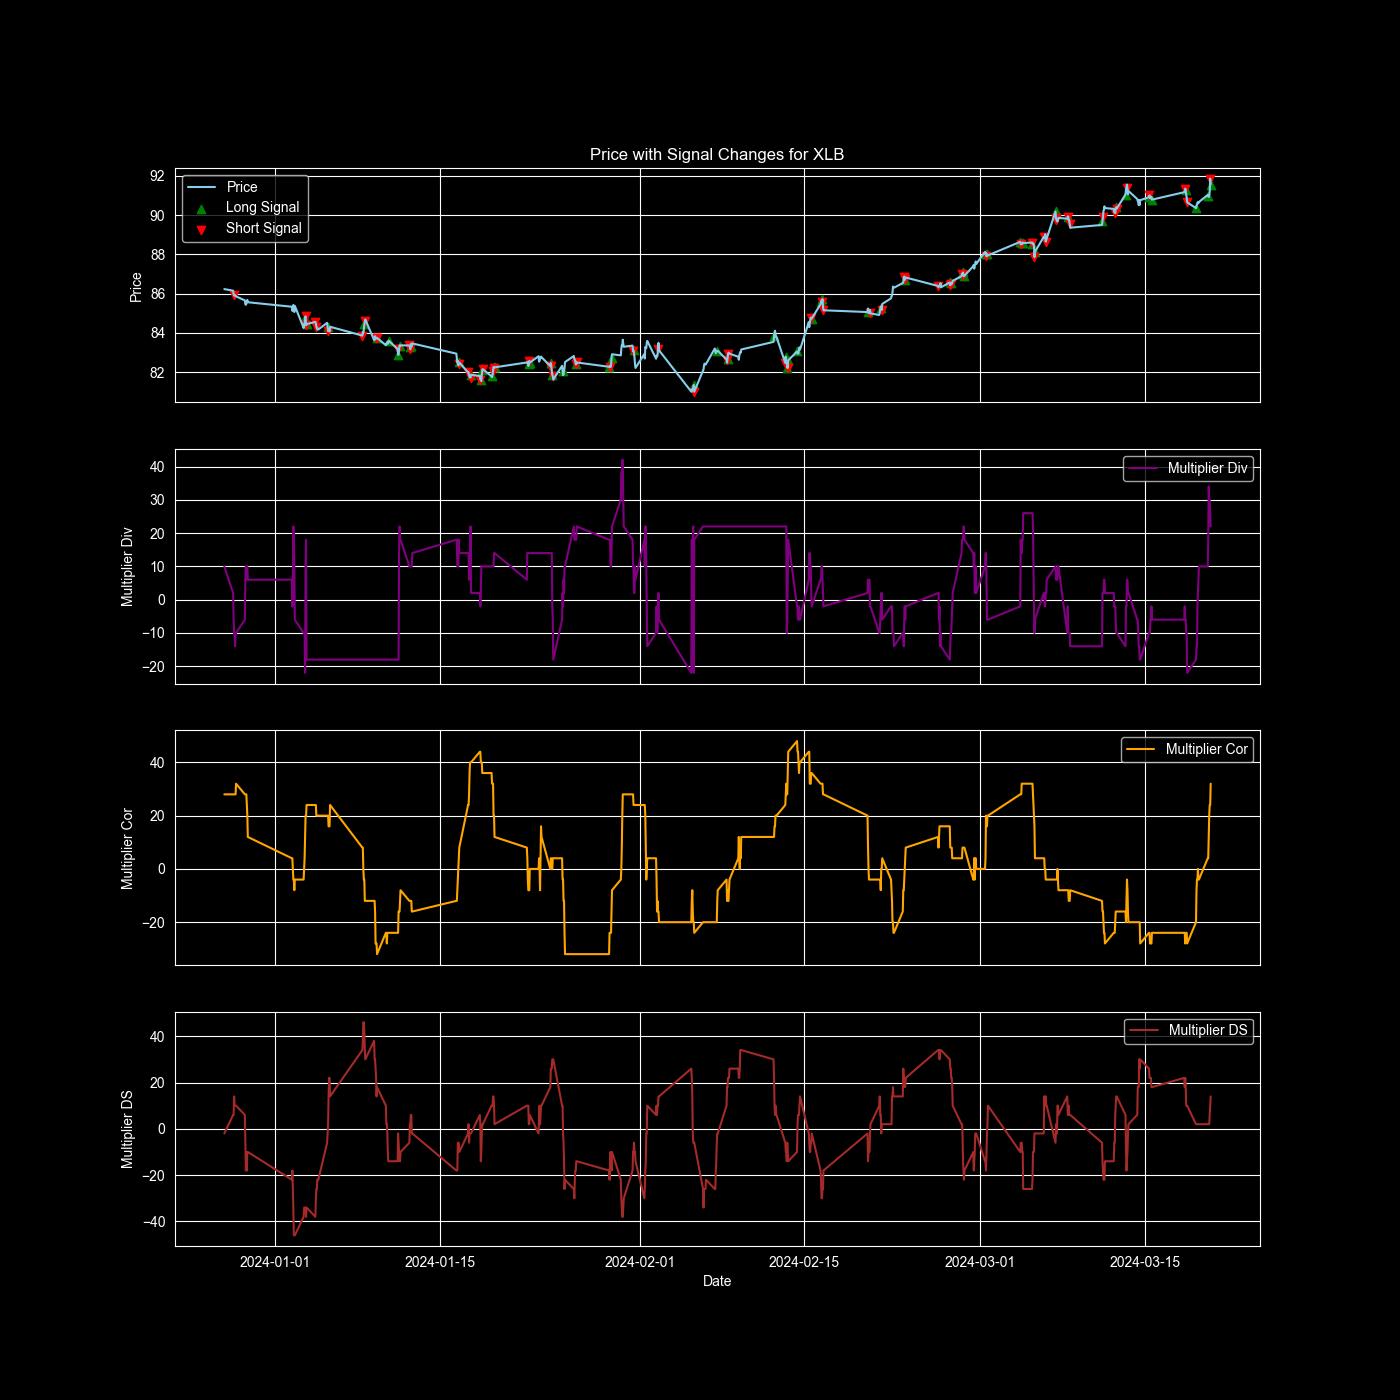 Price with Signal Changes for XLB
Price
Long Signal
Short Signal
92
90
88
86
84
82
Price
Multiplier Div
40
30
20
10
0
−10
−20
Multiplier Div
Multiplier Cor
40
20
0
−20
Multiplier Cor
Multiplier DS
40
20
0
−20
−40
Multiplier DS
2024-01-01 2024-01-15 2024-02-01 2024-02-15 2024-03-01 2024-03-15
Date